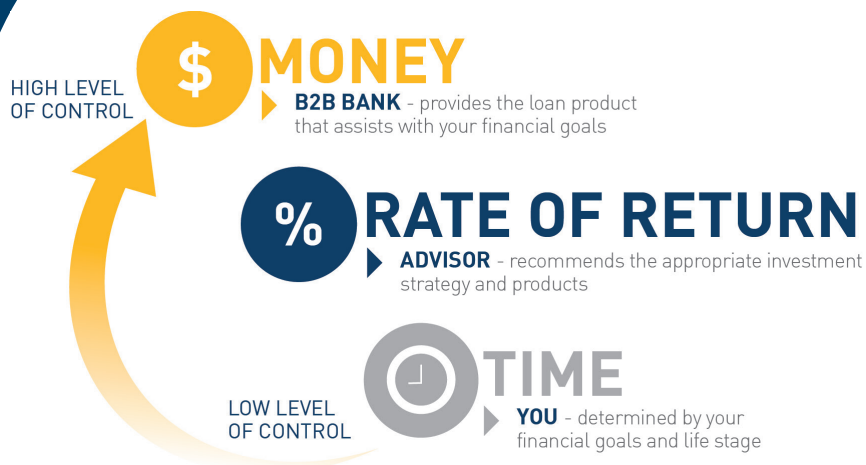 $
MONEY
HIGH LEVEL
OF CONTROL
B2B BANK - provides the loan product
that assists with your financial goals
%
RATE OF RETURN
ADVISOR - recommends the appropriate investment
strategy and products
TIME
LOW LEVEL
OF CONTROL
YOU - determined by your
financial goals and life stage